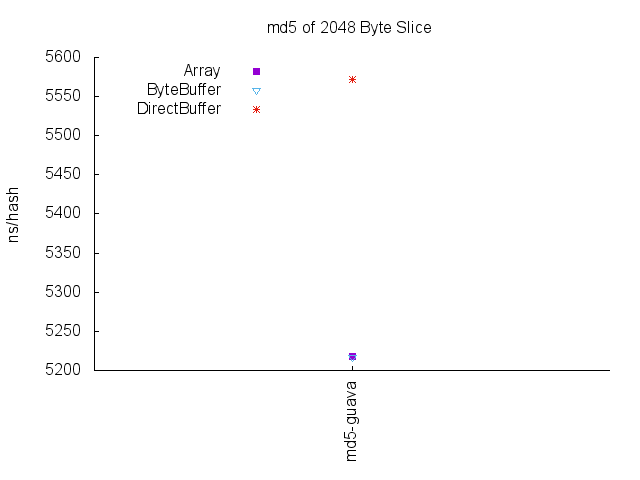 md5 of 2048 Byte Slice
5600
5550
5500
5450
5400
5350
5300
5250
5200
ns/hash
Array
ByteBuffer
DirectBuffer
md5-guava